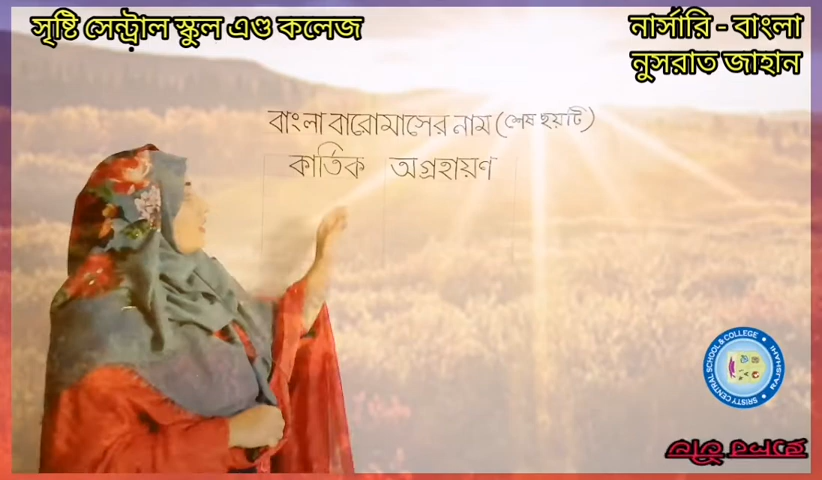 সৃষ্টি সেন্ট্রাল স্কুল এণ্ড কলেজ
নার্সারি - বাংলা
নুসরাত জাহান
বাংলা বারোমাসের নাম (শেষ ছয়টি)
কার্তিক অগ্রহায়ণ
SRISTY CENTRAL SCHOOL & COLLEGE
RAJSHAHI